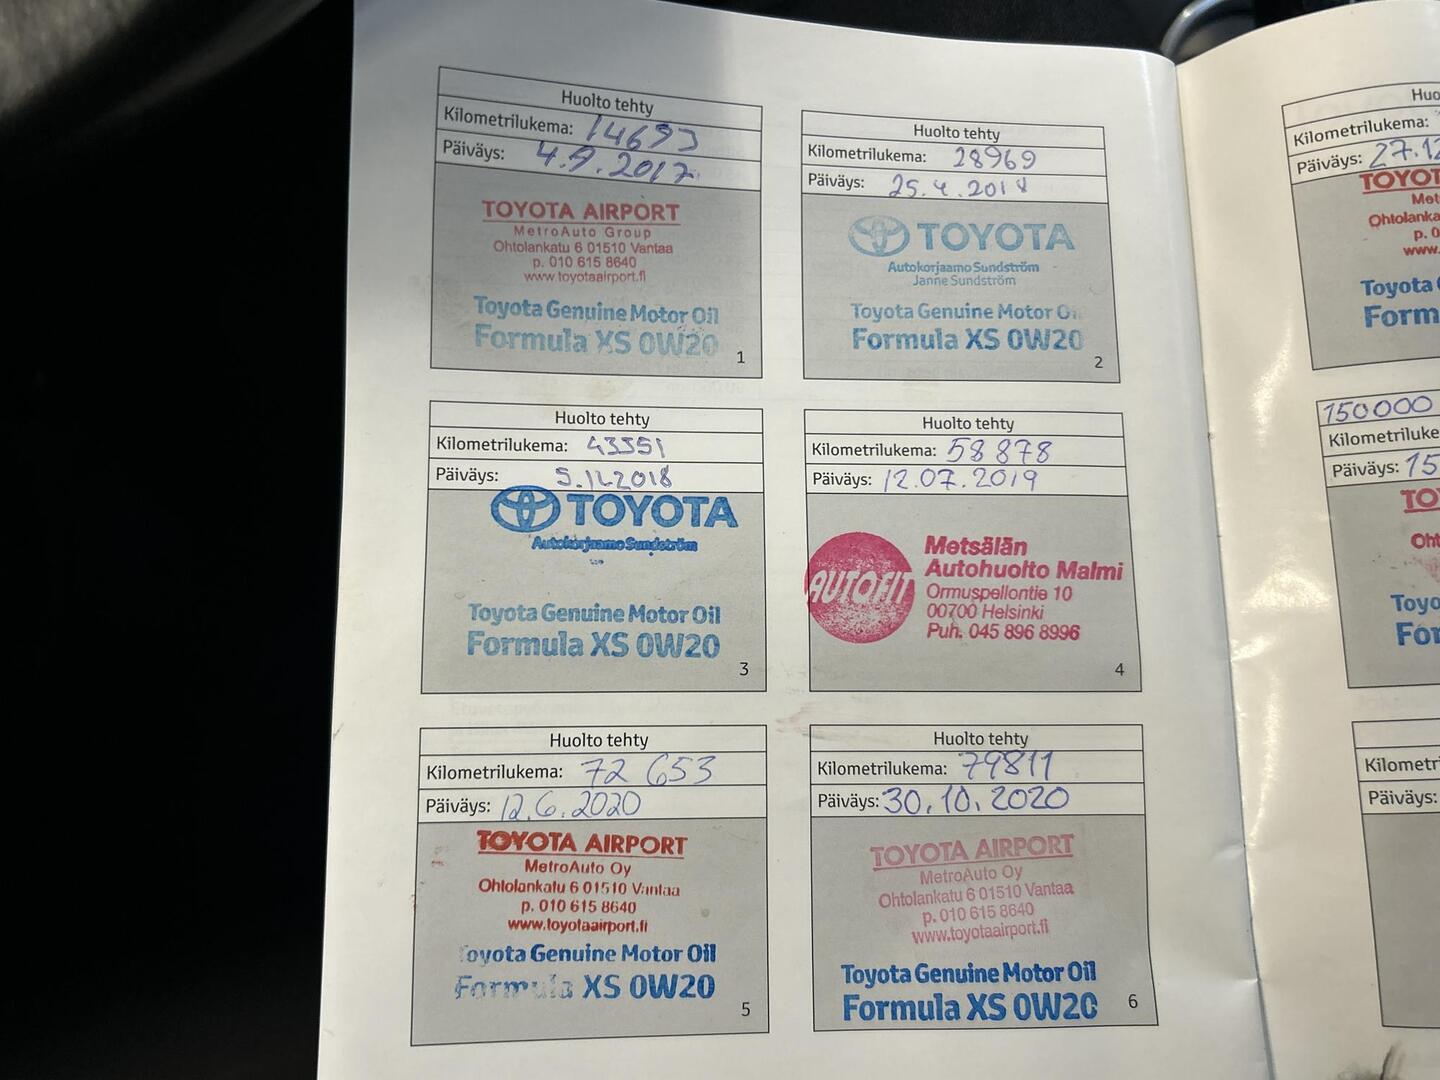 Huolto tehty
Kilometrilukema: 14693
Päiväys: 4.9.2017
TOYOTA AIRPORT
MetroAuto Group
Ohtolankatu 6 01510 Vantaa
p. 010 615 8640
www.toyotaairport.fi
Toyota Genuine Motor Oil
Formula XS 0W20
1
Huolto tehty
Kilometrilukema: 28969
Päiväys: 25.4.2018
TOYOTA
Autokorjaamo Sundström
Janne Sundström
Toyota Genuine Motor Oil
Formula XS 0W20
2
Huolto tehty
Kilometrilukema: 43551
Päiväys: 5.12.2018
TOYOTA
Autokorjaamo Sundström
Toyota Genuine Motor Oil
Formula XS 0W20
3
Huolto tehty
Kilometrilukema: 58 878
Päiväys: 12.07.2019
AUTOFIT
Metsälän
Autohuolto Malmi
Ormuspellontie 10
00700 Helsinki
Puh. 045 896 8996
4
Huolto tehty
Kilometrilukema: 72 653
Päiväys: 12.6.2020
TOYOTA AIRPORT
MetroAuto Oy
Ohtolankatu 6 01510 Vantaa
p. 010 615 8640
www.toyotaairport.fi
Toyota Genuine Motor Oil
Formula XS 0W20
5
Huolto tehty
Kilometrilukema: 79811
Päiväys: 30.10.2020
TOYOTA AIRPORT
MetroAuto Oy
Ohtolankatu 6 01510 Vantaa
p. 010 615 8640
www.toyotaairport.fi
Toyota Genuine Motor Oil
Formula XS 0W20
6
Kilometrilukema:
Päiväys: 27.12
Toyota
150000
Päiväys: 15
Päiväys: